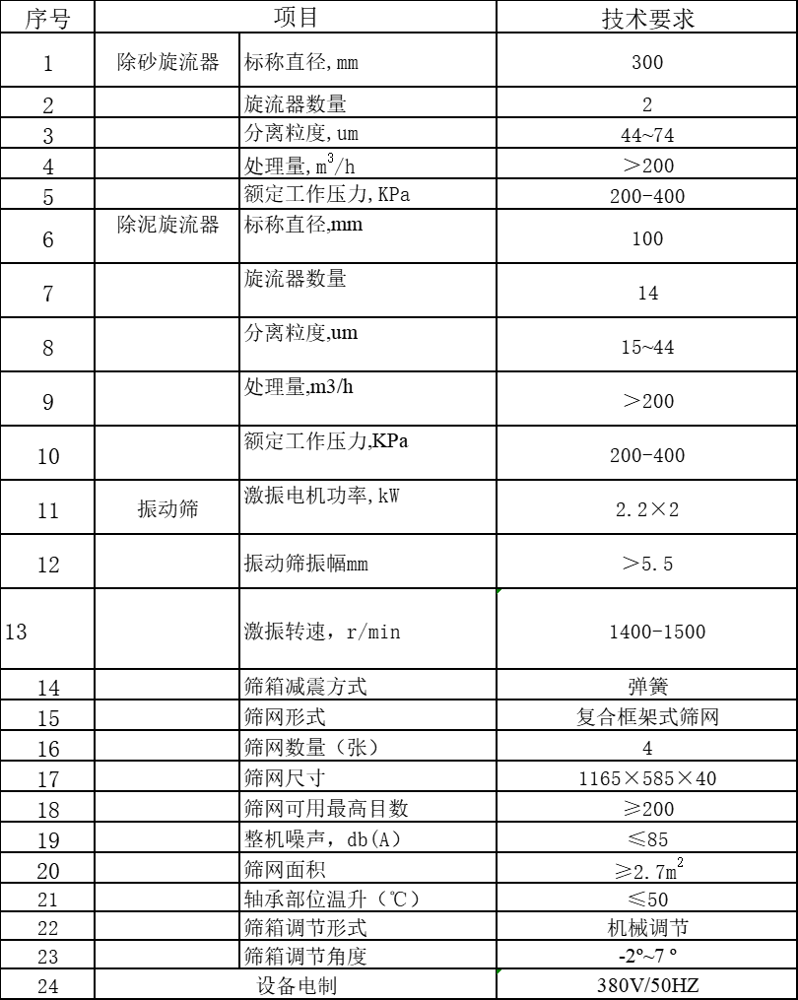 序号 项目 技术要求
1 除砂旋流器 标称直径,mm 300
2 旋流器数量 2
3 分离粒度,um 44~74
4 处理量,m³/h ＞200
5 额定工作压力,KPa 200-400
6 除泥旋流器 标称直径,mm 100
7 旋流器数量 14
8 分离粒度,um 15~44
9 处理量,m3/h ＞200
10 额定工作压力,KPa 200-400
11 振动筛 激振电机功率,kW 2.2×2
12 振动筛振幅mm ＞5.5
13 激振转速，r/min 1400-1500
14 筛箱减震方式 弹簧
15 筛网形式 复合框架式筛网
16 筛网数量（张） 4
17 筛网尺寸 1165×585×40
18 筛网可用最高目数 ≥200
19 整机噪声，db(A） ≤85
20 筛网面积 ≥2.7m²
21 轴承部位温升（℃） ≤50
22 筛箱调节形式 机械调节
23 筛箱调节角度 -2º~7 º
24 设备电制 380V/50HZ